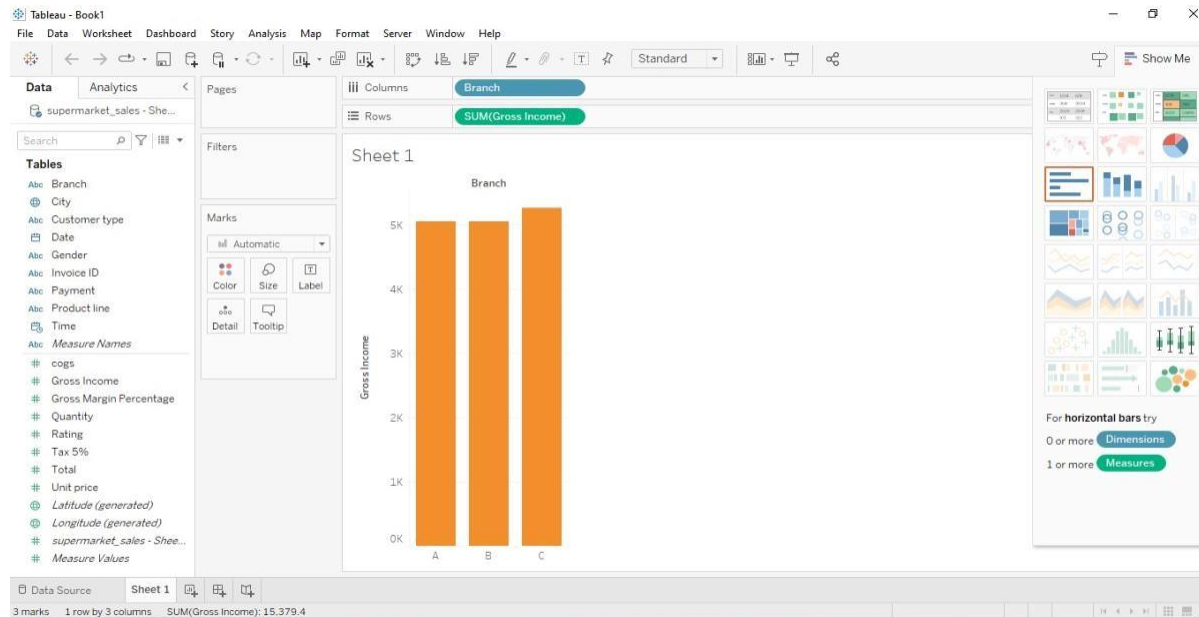 Tableau - Book1
File Data Worksheet Dashboard Story Analysis Map Format Server Window Help
Standard
Show Me
Data Analytics
supermarket_sales - She...
Search
Tables
Abc Branch
City
Abc Customer type
Date
Abc Gender
Abc Invoice ID
Abc Payment
Abc Product line
Time
Abc Measure Names
# cogs
# Gross Income
# Gross Margin Percentage
# Quantity
# Rating
# Tax 5%
# Total
# Unit price
Latitude (generated)
Longitude (generated)
# supermarket_sales - Shee...
# Measure Values
Pages
Filters
Marks
Automatic
Color Size Label
Detail Tooltip
Columns Branch
Rows SUM(Gross Income)
Sheet 1
Branch
Gross Income
5K
4K
3K
2K
1K
0K
A B C
For horizontal bars try
0 or more Dimensions
1 or more Measures
Data Source Sheet 1
3 marks 1 row by 3 columns SUM(Gross Income): 15,379.4